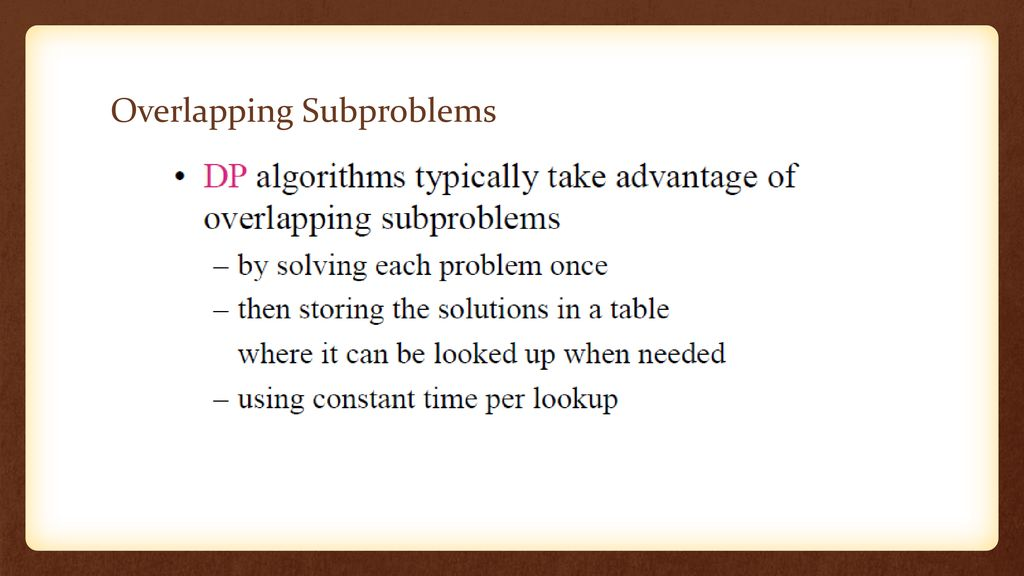 Overlapping Subproblems
• DP algorithms typically take advantage of
overlapping subproblems
– by solving each problem once
– then storing the solutions in a table
where it can be looked up when needed
– using constant time per lookup